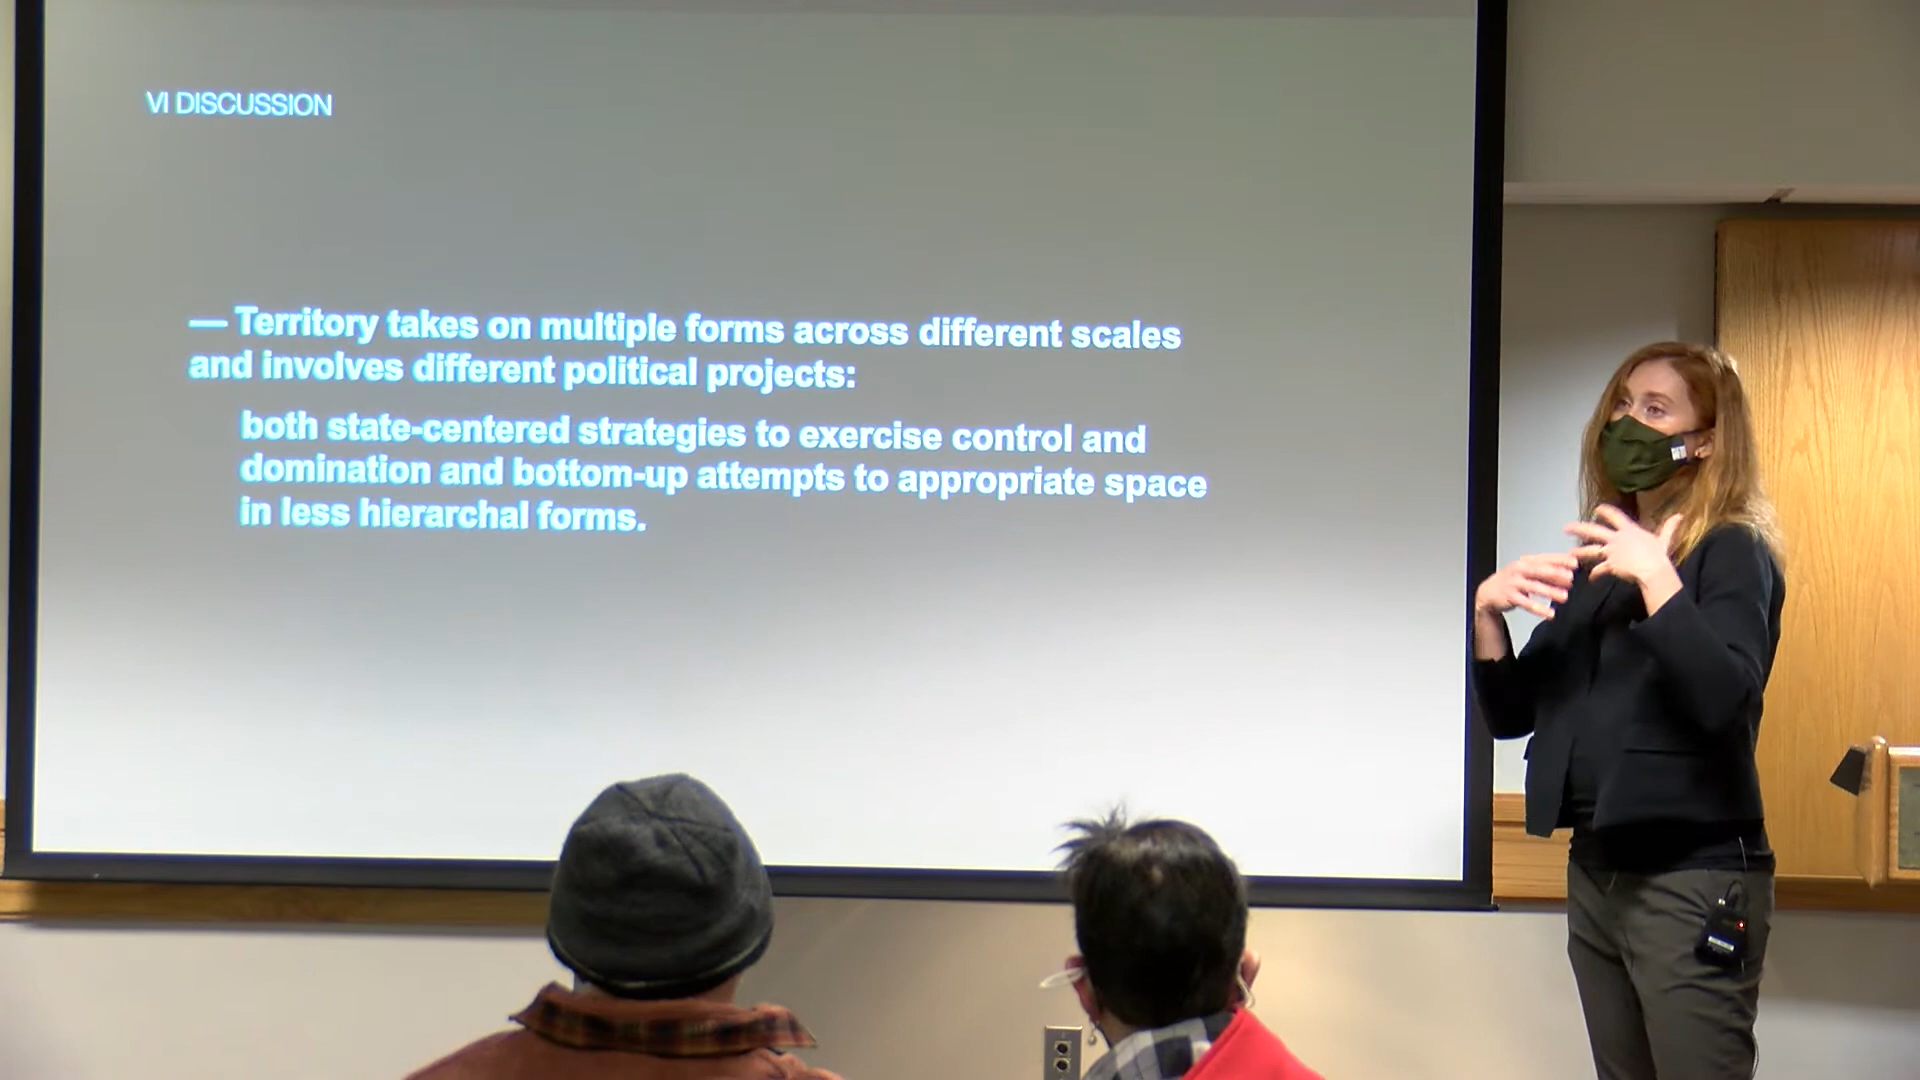 VI DISCUSSION
— Territory takes on multiple forms across different scales
and involves different political projects:
both state-centered strategies to exercise control and
domination and bottom-up attempts to appropriate space
in less hierarchal forms.